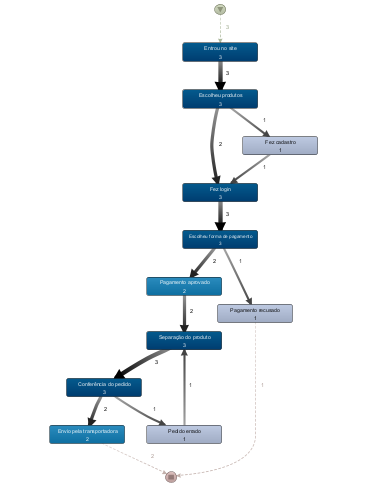 3
Entrou no site
3
3
Escolheu produtos
3
1
2
Fez cadastro
1
1
Fez login
3
3
Escolheu forma de pagamento
3
2
1
Pagamento aprovado
2
Pagamento recusado
1
2
Separação do produto
3
3
1
1
Conferência do pedido
3
2
1
Envio pela transportadora
2
Pedido errado
1
2